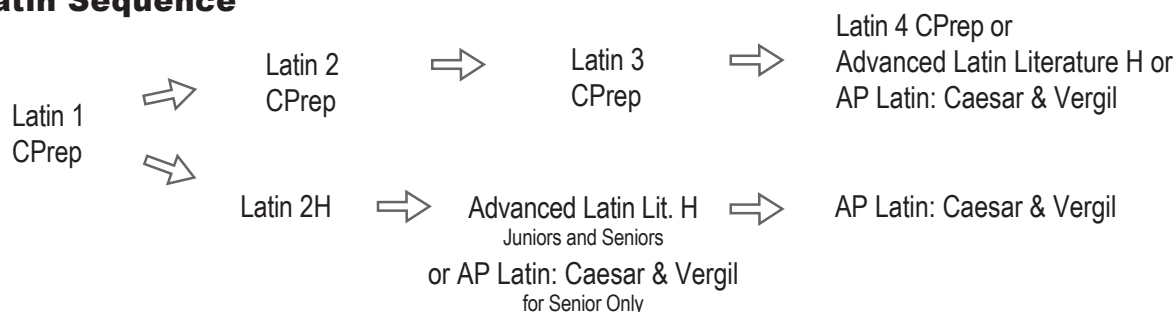 Sequence
Latin 1
CPrep
Latin 2
CPrep
Latin 3
CPrep
Latin 4 CPrep or
Advanced Latin Literature H or
AP Latin: Caesar & Vergil
Latin 2H
Advanced Latin Lit. H
Juniors and Seniors
or AP Latin: Caesar & Vergil
for Senior Only
AP Latin: Caesar & Vergil